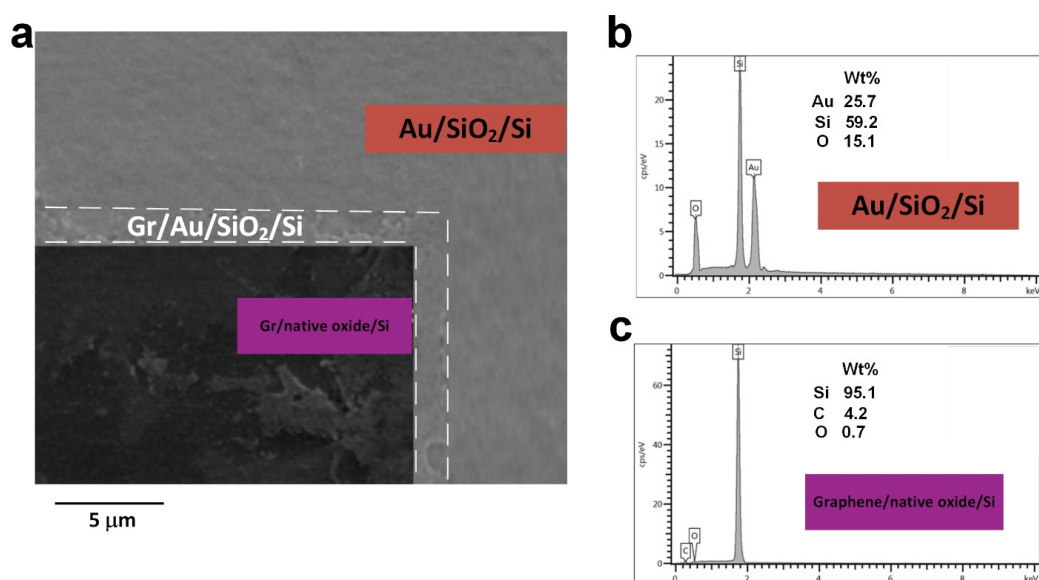 a
Au/SiO₂/Si
Gr/Au/SiO₂/Si
Gr/native oxide/Si
5 μm
b
Si
Au
O
Wt%
Au 25.7
Si 59.2
O 15.1
Au/SiO₂/Si
cps/eV
20
15
10
5
0
0 2 4 6 8 keV
c
Si
C
O
Wt%
Si 95.1
C 4.2
O 0.7
Graphene/native oxide/Si
cps/eV
60
40
20
0
0 2 4 6 8 keV